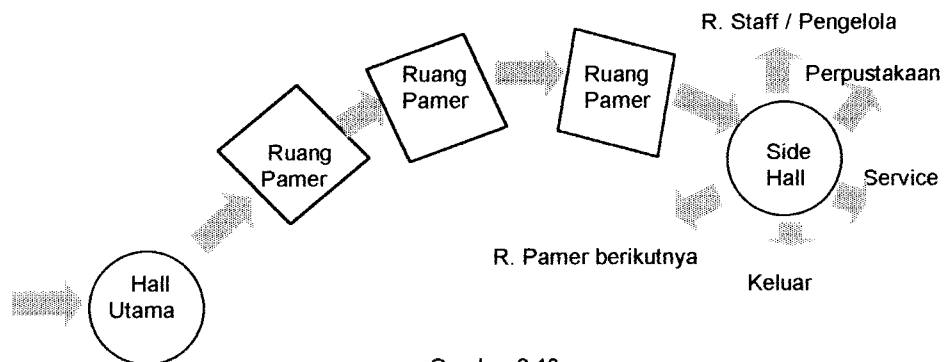 R. Staff / Pengelola
Perpustakaan
Ruang
Pamer
Ruang
Pamer
Ruang
Pamer
Side
Hall
Service
R. Pamer berikutnya
Keluar
Hall
Utama